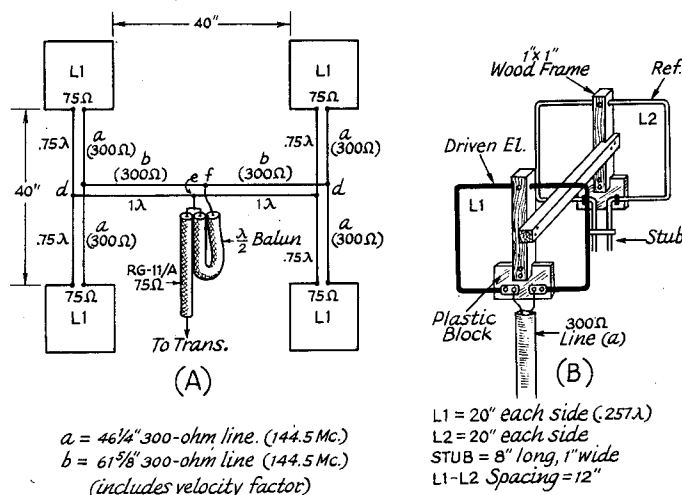 40"
L1
L1
75Ω
75Ω
.75λ
a
(300Ω)
.75λ
a
(300Ω)
b
(300Ω)
e f
b
(300Ω)
40"
d
1λ
1λ
d
.75λ
a
(300Ω)
λ/2 Balun
.75λ
a
(300Ω)
RG-11/A
75Ω
75Ω
L1
75Ω
L1
To Trans.
(A)
a = 46¼" 300-ohm line. (144.5 Mc.)
b = 61⅝" 300-ohm line (144.5 Mc.)
(includes velocity factor)
1"x1"
Wood Frame
Ref.
L2
Driven El.
L1
Stub
Plastic
Block
300Ω
Line (a)
(B)
L1 = 20" each side (.257λ)
L2 = 20" each side
STUB = 8" long, 1" wide
L1-L2 Spacing = 12"